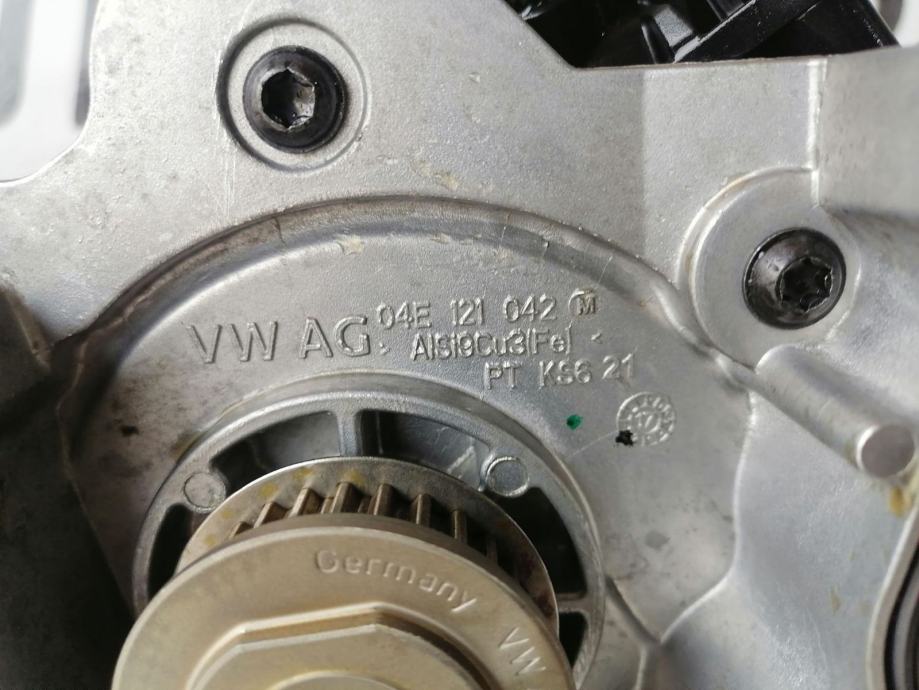 VW AG 04E 121 042 M
>AlSi9Cu3(Fe)<
PT KS6 21
Germany
VW